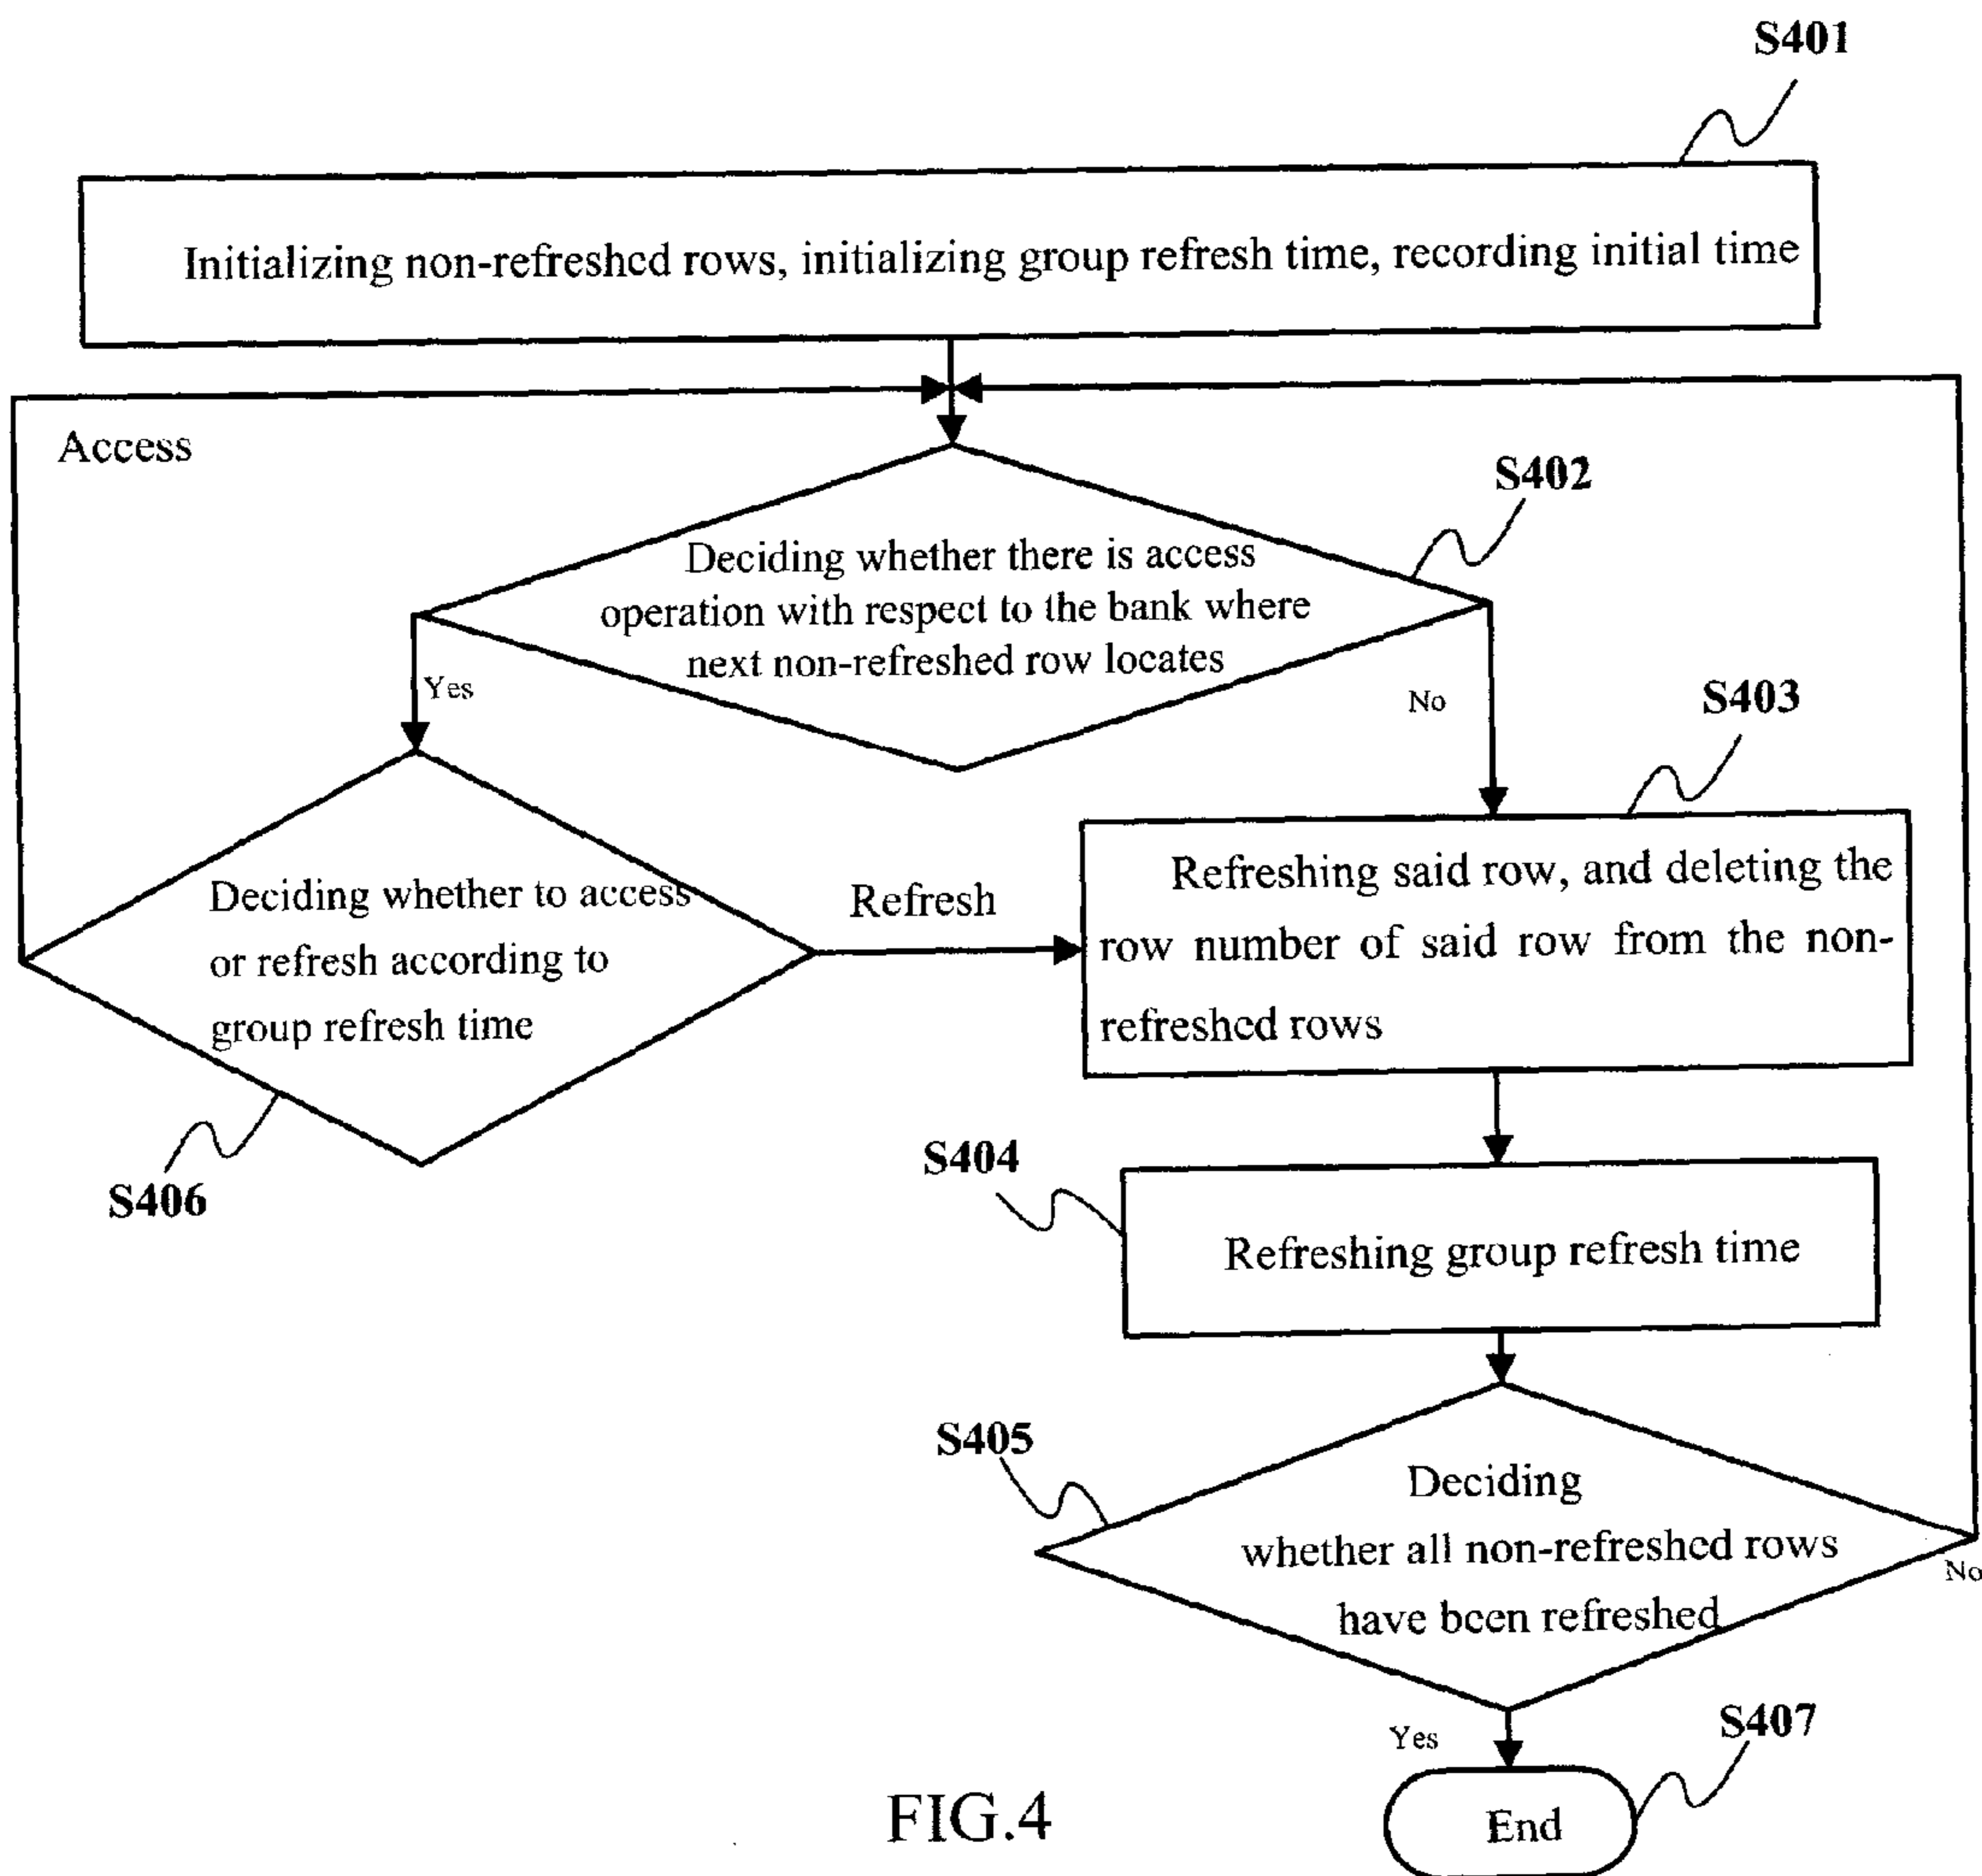 S401
Initializing non-refreshed rows, initializing group refresh time, recording initial time
Access
S402
Deciding whether there is access
operation with respect to the bank where
next non-refreshed row locates
Yes
No
S403
Deciding whether to access
or refresh according to
group refresh time
Refresh
Refreshing said row, and deleting the
row number of said row from the non-
refreshed rows
S406
S404
Refreshing group refresh time
S405
Deciding
whether all non-refreshed rows
have been refreshed
No
Yes
S407
End
FIG.4